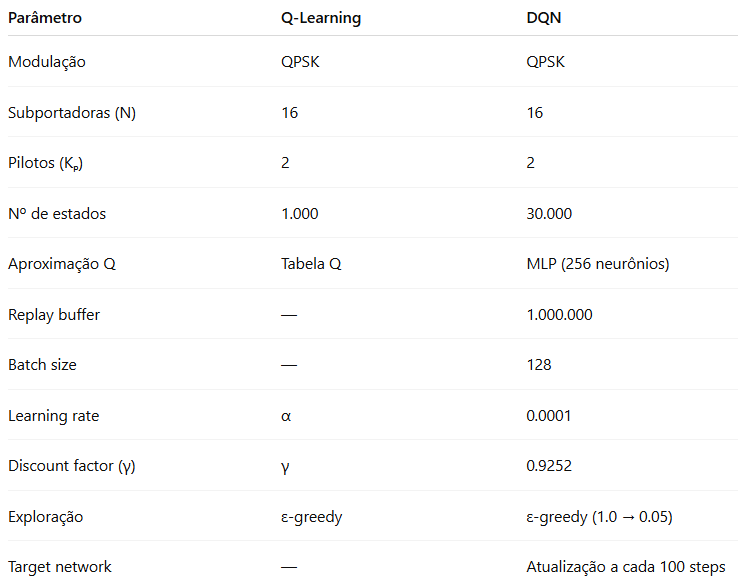 Parâmetro Q-Learning DQN
Modulação QPSK QPSK
Subportadoras (N) 16 16
Pilotos (Kₚ) 2 2
Nº de estados 1.000 30.000
Aproximação Q Tabela Q MLP (256 neurônios)
Replay buffer — 1.000.000
Batch size — 128
Learning rate α 0.0001
Discount factor (γ) γ 0.9252
Exploração ε-greedy ε-greedy (1.0 → 0.05)
Target network — Atualização a cada 100 steps